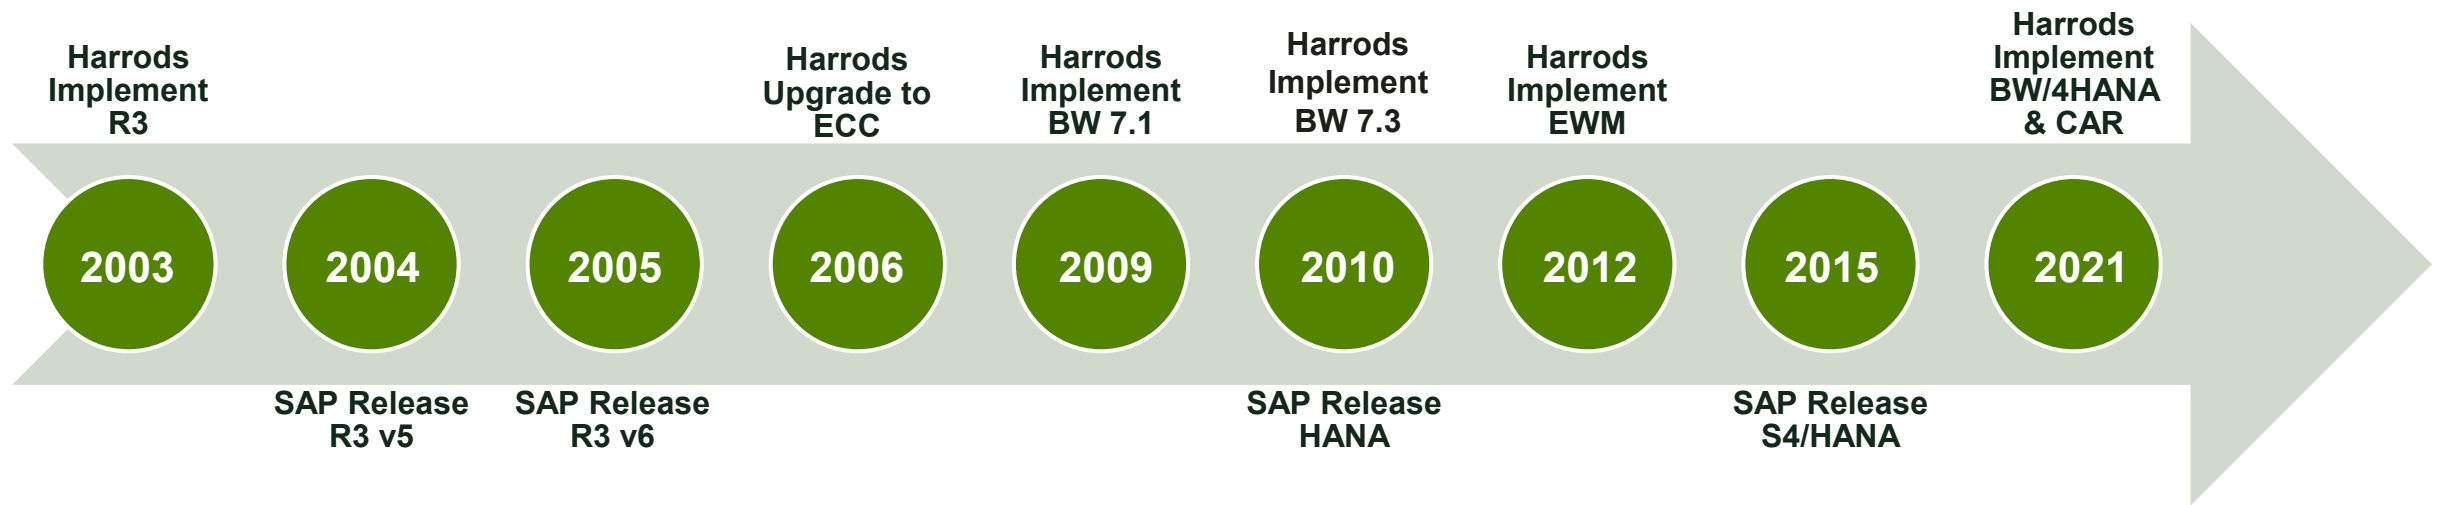 Harrods
Implement
R3
Harrods
Upgrade to
ECC
Harrods
Implement
BW 7.1
Harrods
Implement
BW 7.3
Harrods
Implement
EWM
Harrods
Implement
BW/4HANA
& CAR
2003
2004
2005
2006
2009
2010
2012
2015
2021
SAP Release
R3 v5
SAP Release
R3 v6
SAP Release
HANA
SAP Release
S4/HANA